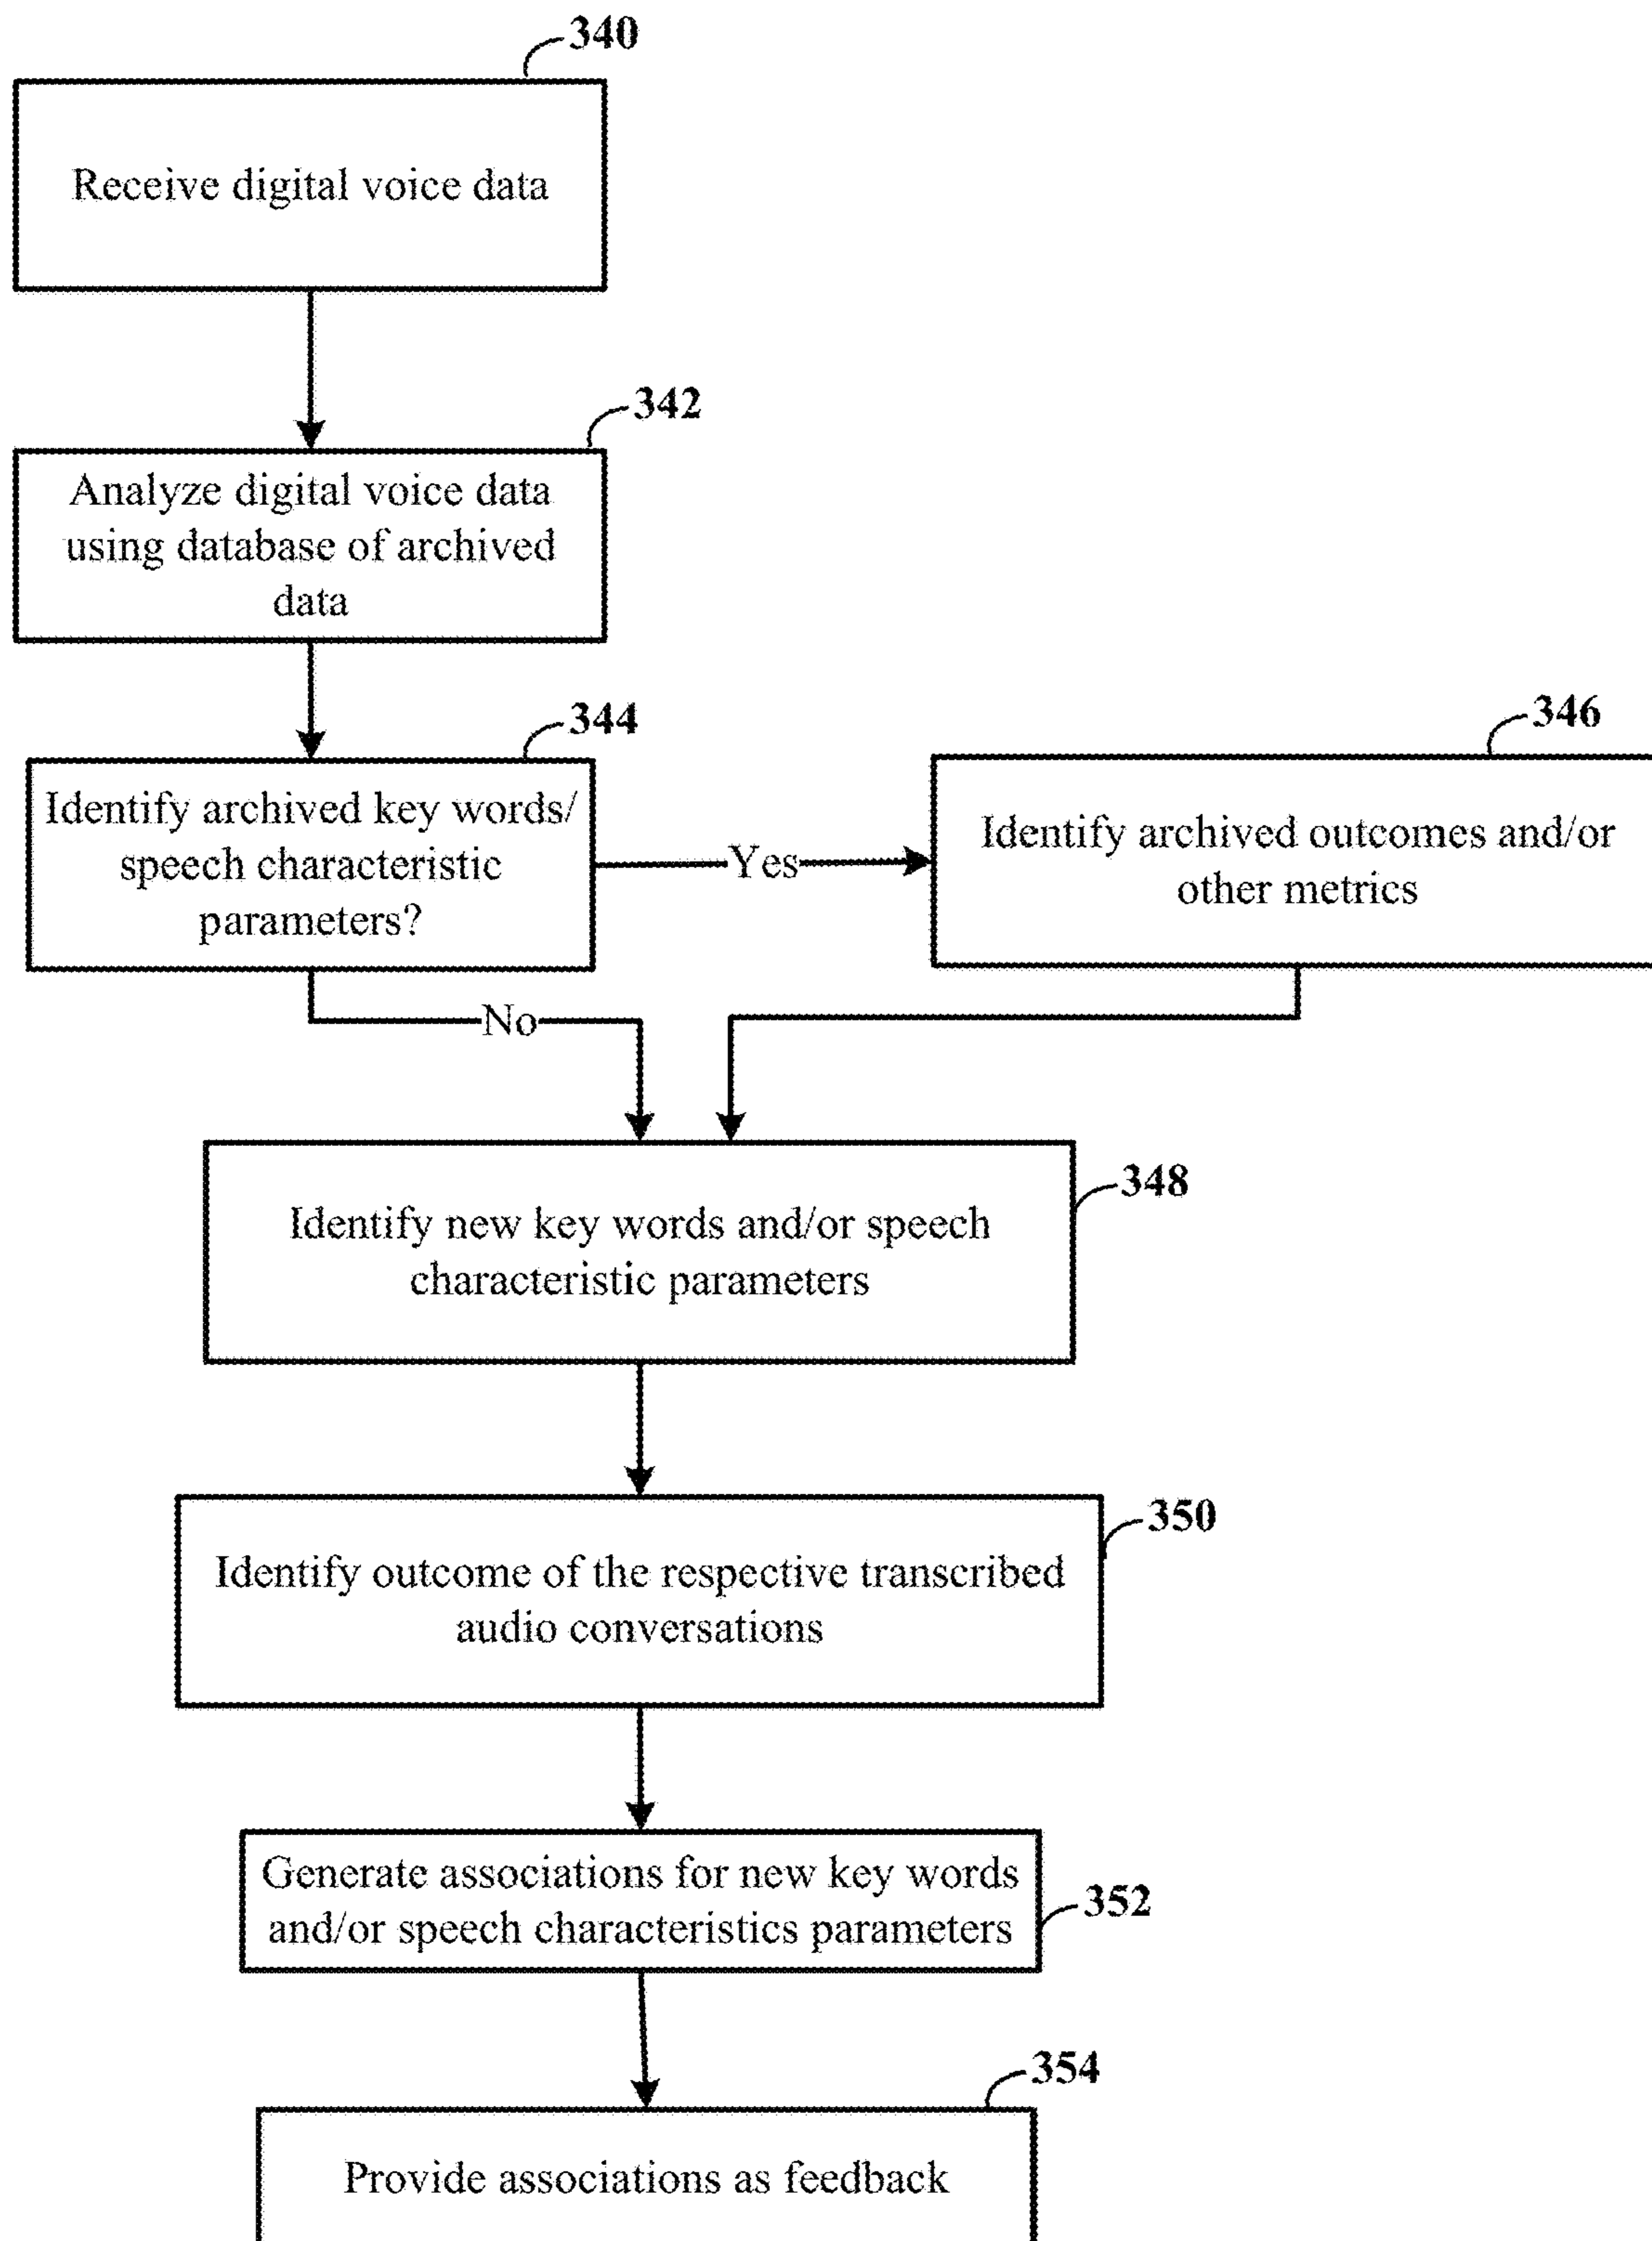 340
Receive digital voice data
342
Analyze digital voice data
using database of archived
data
344
Identify archived key words/
speech characteristic
parameters?
Yes
346
Identify archived outcomes and/or
other metrics
No
348
Identify new key words and/or speech
characteristic parameters
350
Identify outcome of the respective transcribed
audio conversations
Generate associations for new key words
and/or speech characteristics parameters
352
354
Provide associations as feedback